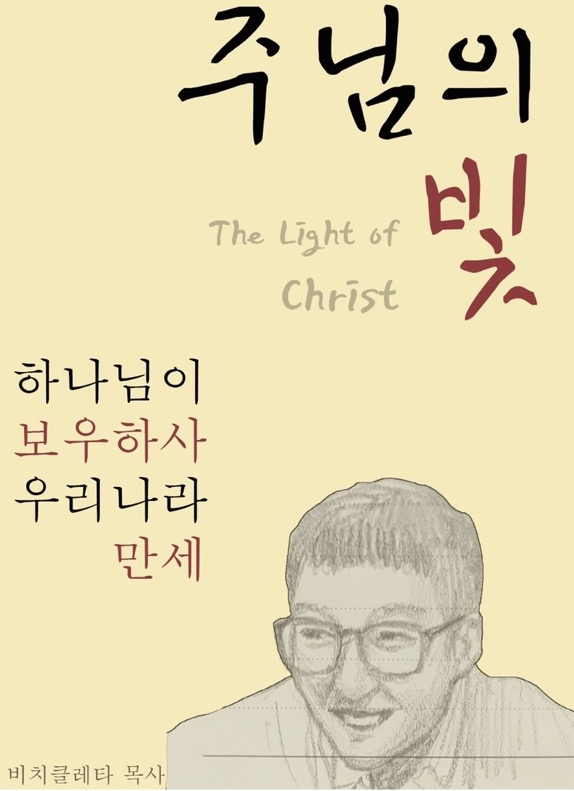 주님의
빛
The Light of
Christ
하나님이
보우하사
우리나라
만세
비치클레타 목사